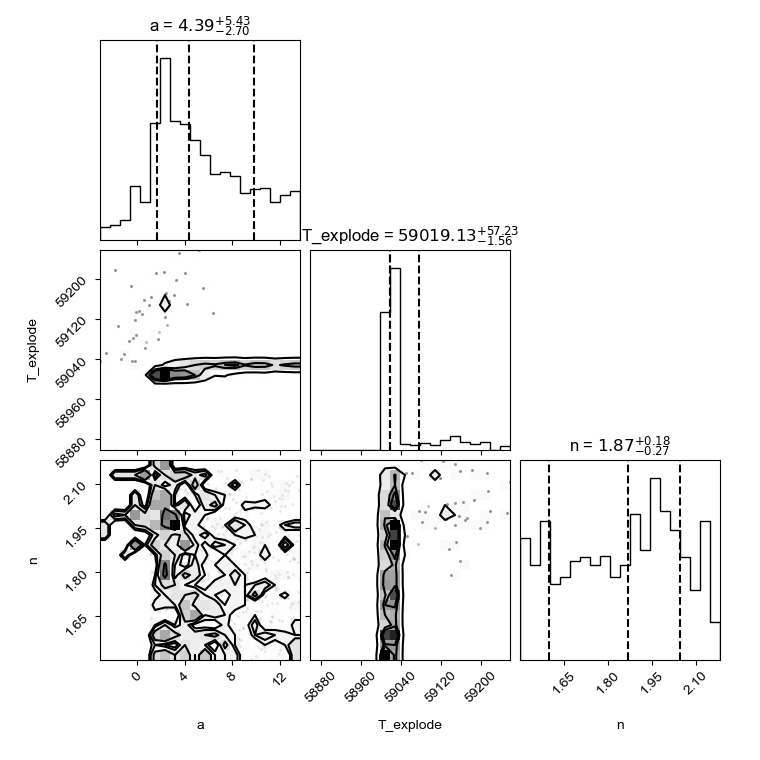 a = 4.39+5.43−2.70
T_explode = 59019.13+57.23−1.56
T_explode
59200
59120
59040
58960
58880
n = 1.87+0.18−0.27
n
2.10
1.95
1.80
1.65
0
4
8
12
58880
58960
59040
59120
59200
1.65
1.80
1.95
2.10
a
T_explode
n